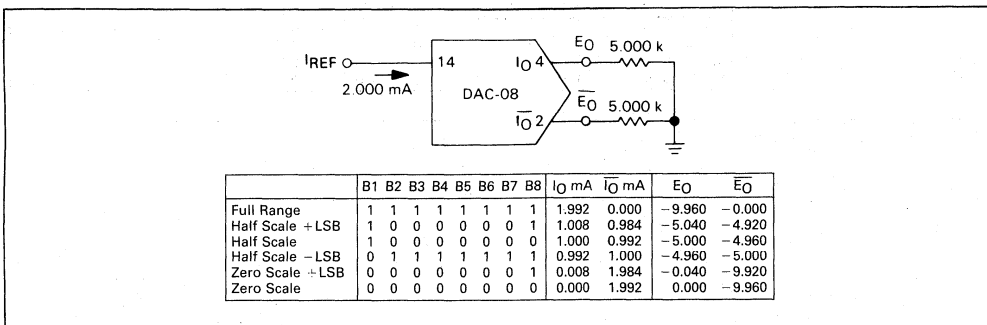 EO 5.000 k
IREF 14 IO 4
2.000 mA
DAC-08
EO 5.000 k
IO 2
B1 B2 B3 B4 B5 B6 B7 B8 IO mA IO mA EO EO
Full Range 1 1 1 1 1 1 1 1 1.992 0.000 −9.960 −0.000
Half Scale +LSB 1 0 0 0 0 0 0 1 1.008 0.984 −5.040 −4.920
Half Scale 1 0 0 0 0 0 0 0 1.000 0.992 −5.000 −4.960
Half Scale −LSB 0 1 1 1 1 1 1 1 0.992 1.000 −4.960 −5.000
Zero Scale +LSB 0 0 0 0 0 0 0 1 0.008 1.984 −0.040 −9.920
Zero Scale 0 0 0 0 0 0 0 0 0.000 1.992 0.000 −9.960